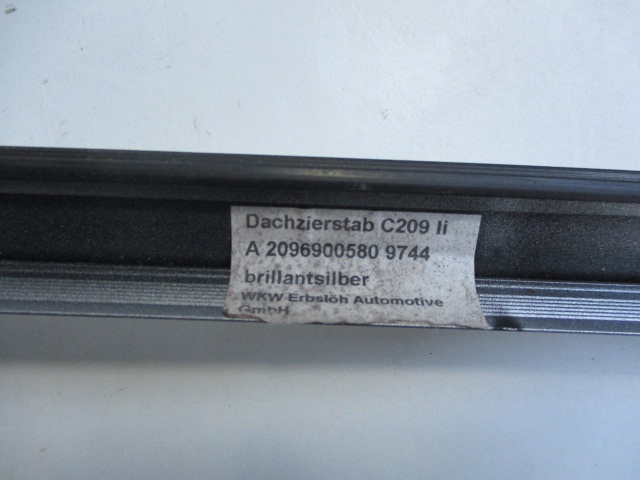 Dachzierstab C209 li
A 2096900580 9744
brillantsilber
WKW Erbslöh Automotive
GmbH